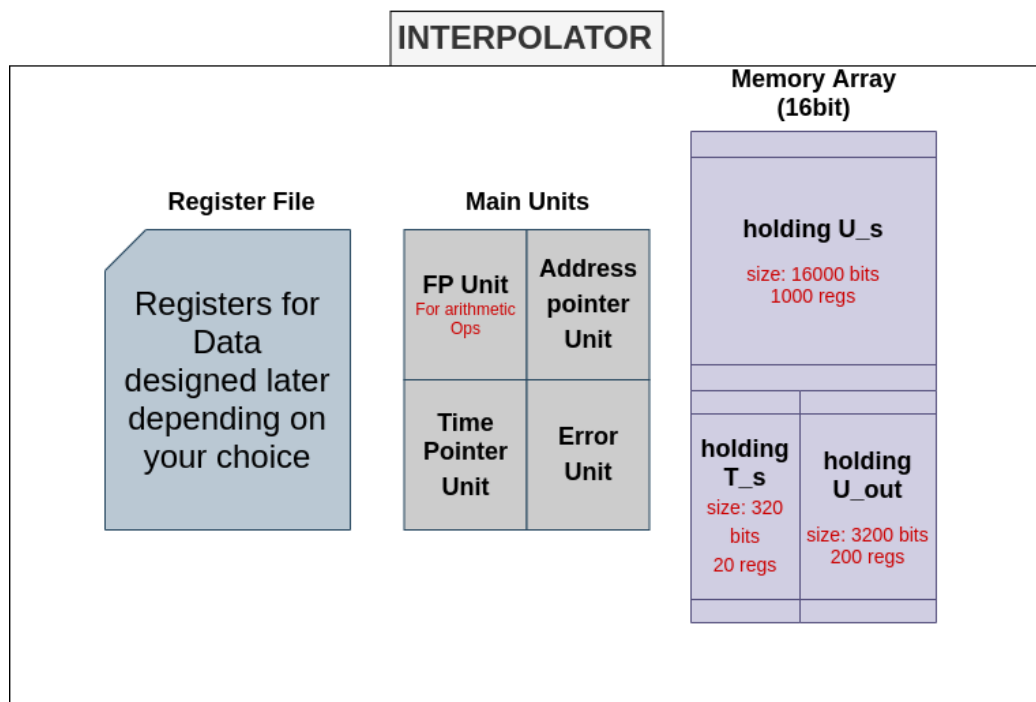 INTERPOLATOR
Memory Array
(16bit)
Register File
Main Units
Registers for
Data
designed later
depending on
your choice
FP Unit
For arithmetic
Ops
Address
pointer
Unit
Time
Pointer
Unit
Error
Unit
holding U_s
size: 16000 bits
1000 regs
holding
T_s
size: 320
bits
20 regs
holding
U_out
size: 3200 bits
200 regs